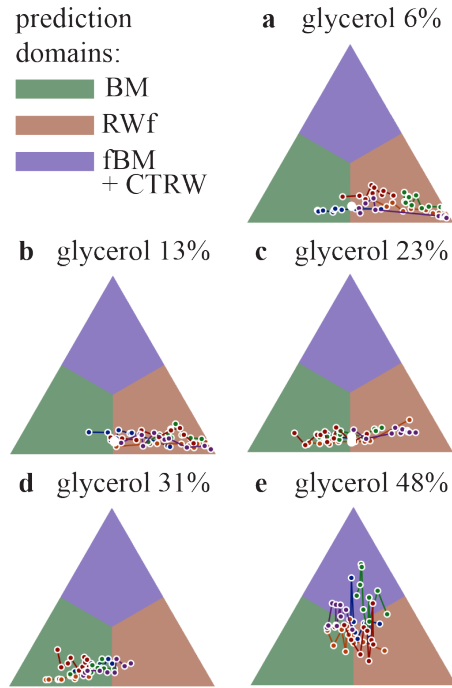 prediction
domains:
BM
RWf
fBM
+ CTRW
a glycerol 6%
b glycerol 13%
c glycerol 23%
d glycerol 31%
e glycerol 48%